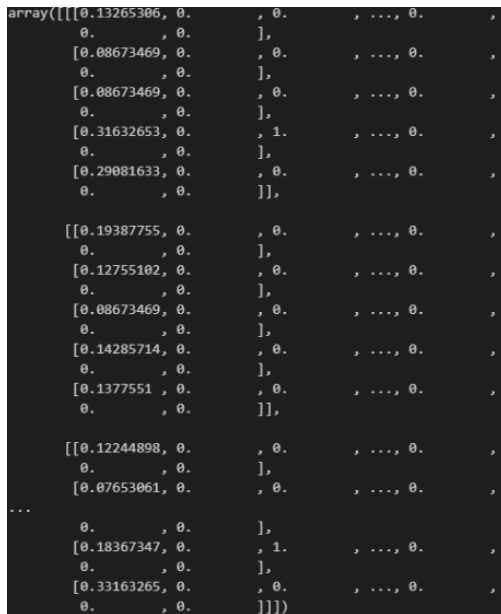 array([[[0.13265306, 0.        , 0.        , ..., 0.        ,
         0.        , 0.        ],
        [0.08673469, 0.        , 0.        , ..., 0.        ,
         0.        , 0.        ],
        [0.08673469, 0.        , 0.        , ..., 0.        ,
         0.        , 0.        ],
        [0.31632653, 0.        , 1.        , ..., 0.        ,
         0.        , 0.        ],
        [0.29081633, 0.        , 0.        , ..., 0.        ,
         0.        , 0.        ]],

       [[0.19387755, 0.        , 0.        , ..., 0.        ,
         0.        , 0.        ],
        [0.12755102, 0.        , 0.        , ..., 0.        ,
         0.        , 0.        ],
        [0.08673469, 0.        , 0.        , ..., 0.        ,
         0.        , 0.        ],
        [0.14285714, 0.        , 0.        , ..., 0.        ,
         0.        , 0.        ],
        [0.1377551 , 0.        , 0.        , ..., 0.        ,
         0.        , 0.        ]],

       [[0.12244898, 0.        , 0.        , ..., 0.        ,
         0.        , 0.        ],
        [0.07653061, 0.        , 0.        , ..., 0.        ,
...
         0.        , 0.        ],
        [0.18367347, 0.        , 1.        , ..., 0.        ,
         0.        , 0.        ],
        [0.33163265, 0.        , 0.        , ..., 0.        ,
         0.        , 0.        ]]])